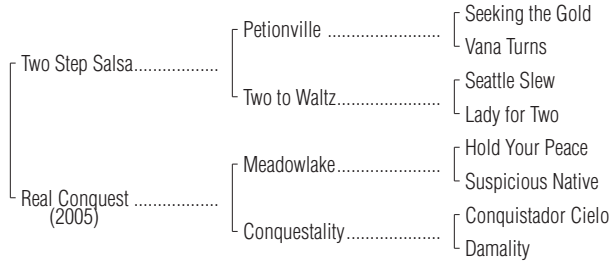 Seeking the Gold
Petionville ....................
Vana Turns
Two Step Salsa.................
Seattle Slew
Two to Waltz..................
Lady for Two
Hold Your Peace
Meadowlake..................
Suspicious Native
Real Conquest .................
(2005)
Conquistador Cielo
Conquestality................
Damality